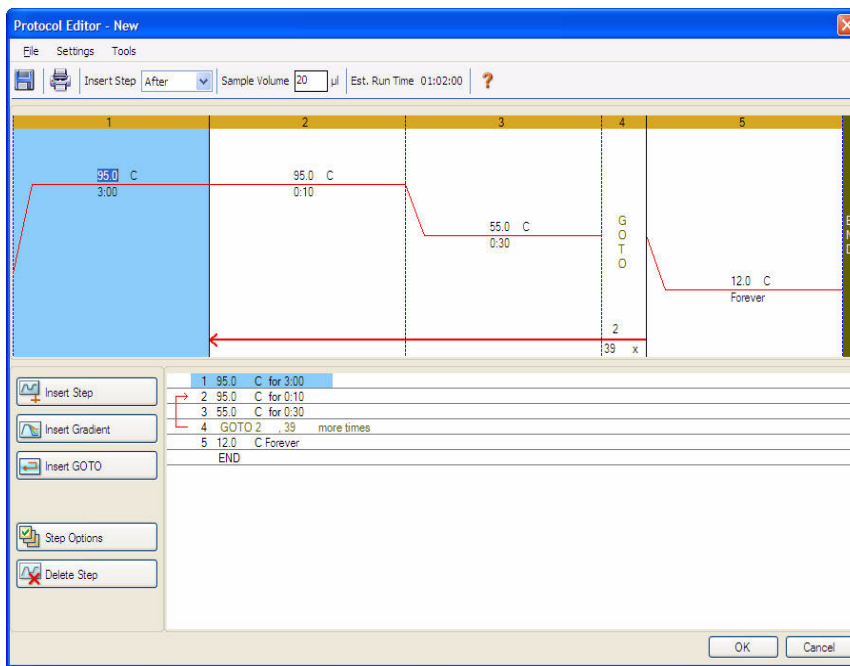 Protocol Editor - New
File Settings Tools
Insert Step After Sample Volume 20 µl Est. Run Time 01:02:00 ?
1 2 3 4 5
95.0 C
3:00
95.0 C
0:10
55.0 C
0:30
G
O
T
O
2
39 x
12.0 C
Forever
E
N
D
Insert Step
Insert Gradient
Insert GOTO
Step Options
Delete Step
1 95.0 C for 3:00
2 95.0 C for 0:10
3 55.0 C for 0:30
4 GOTO 2 , 39 more times
5 12.0 C Forever
END
OK Cancel